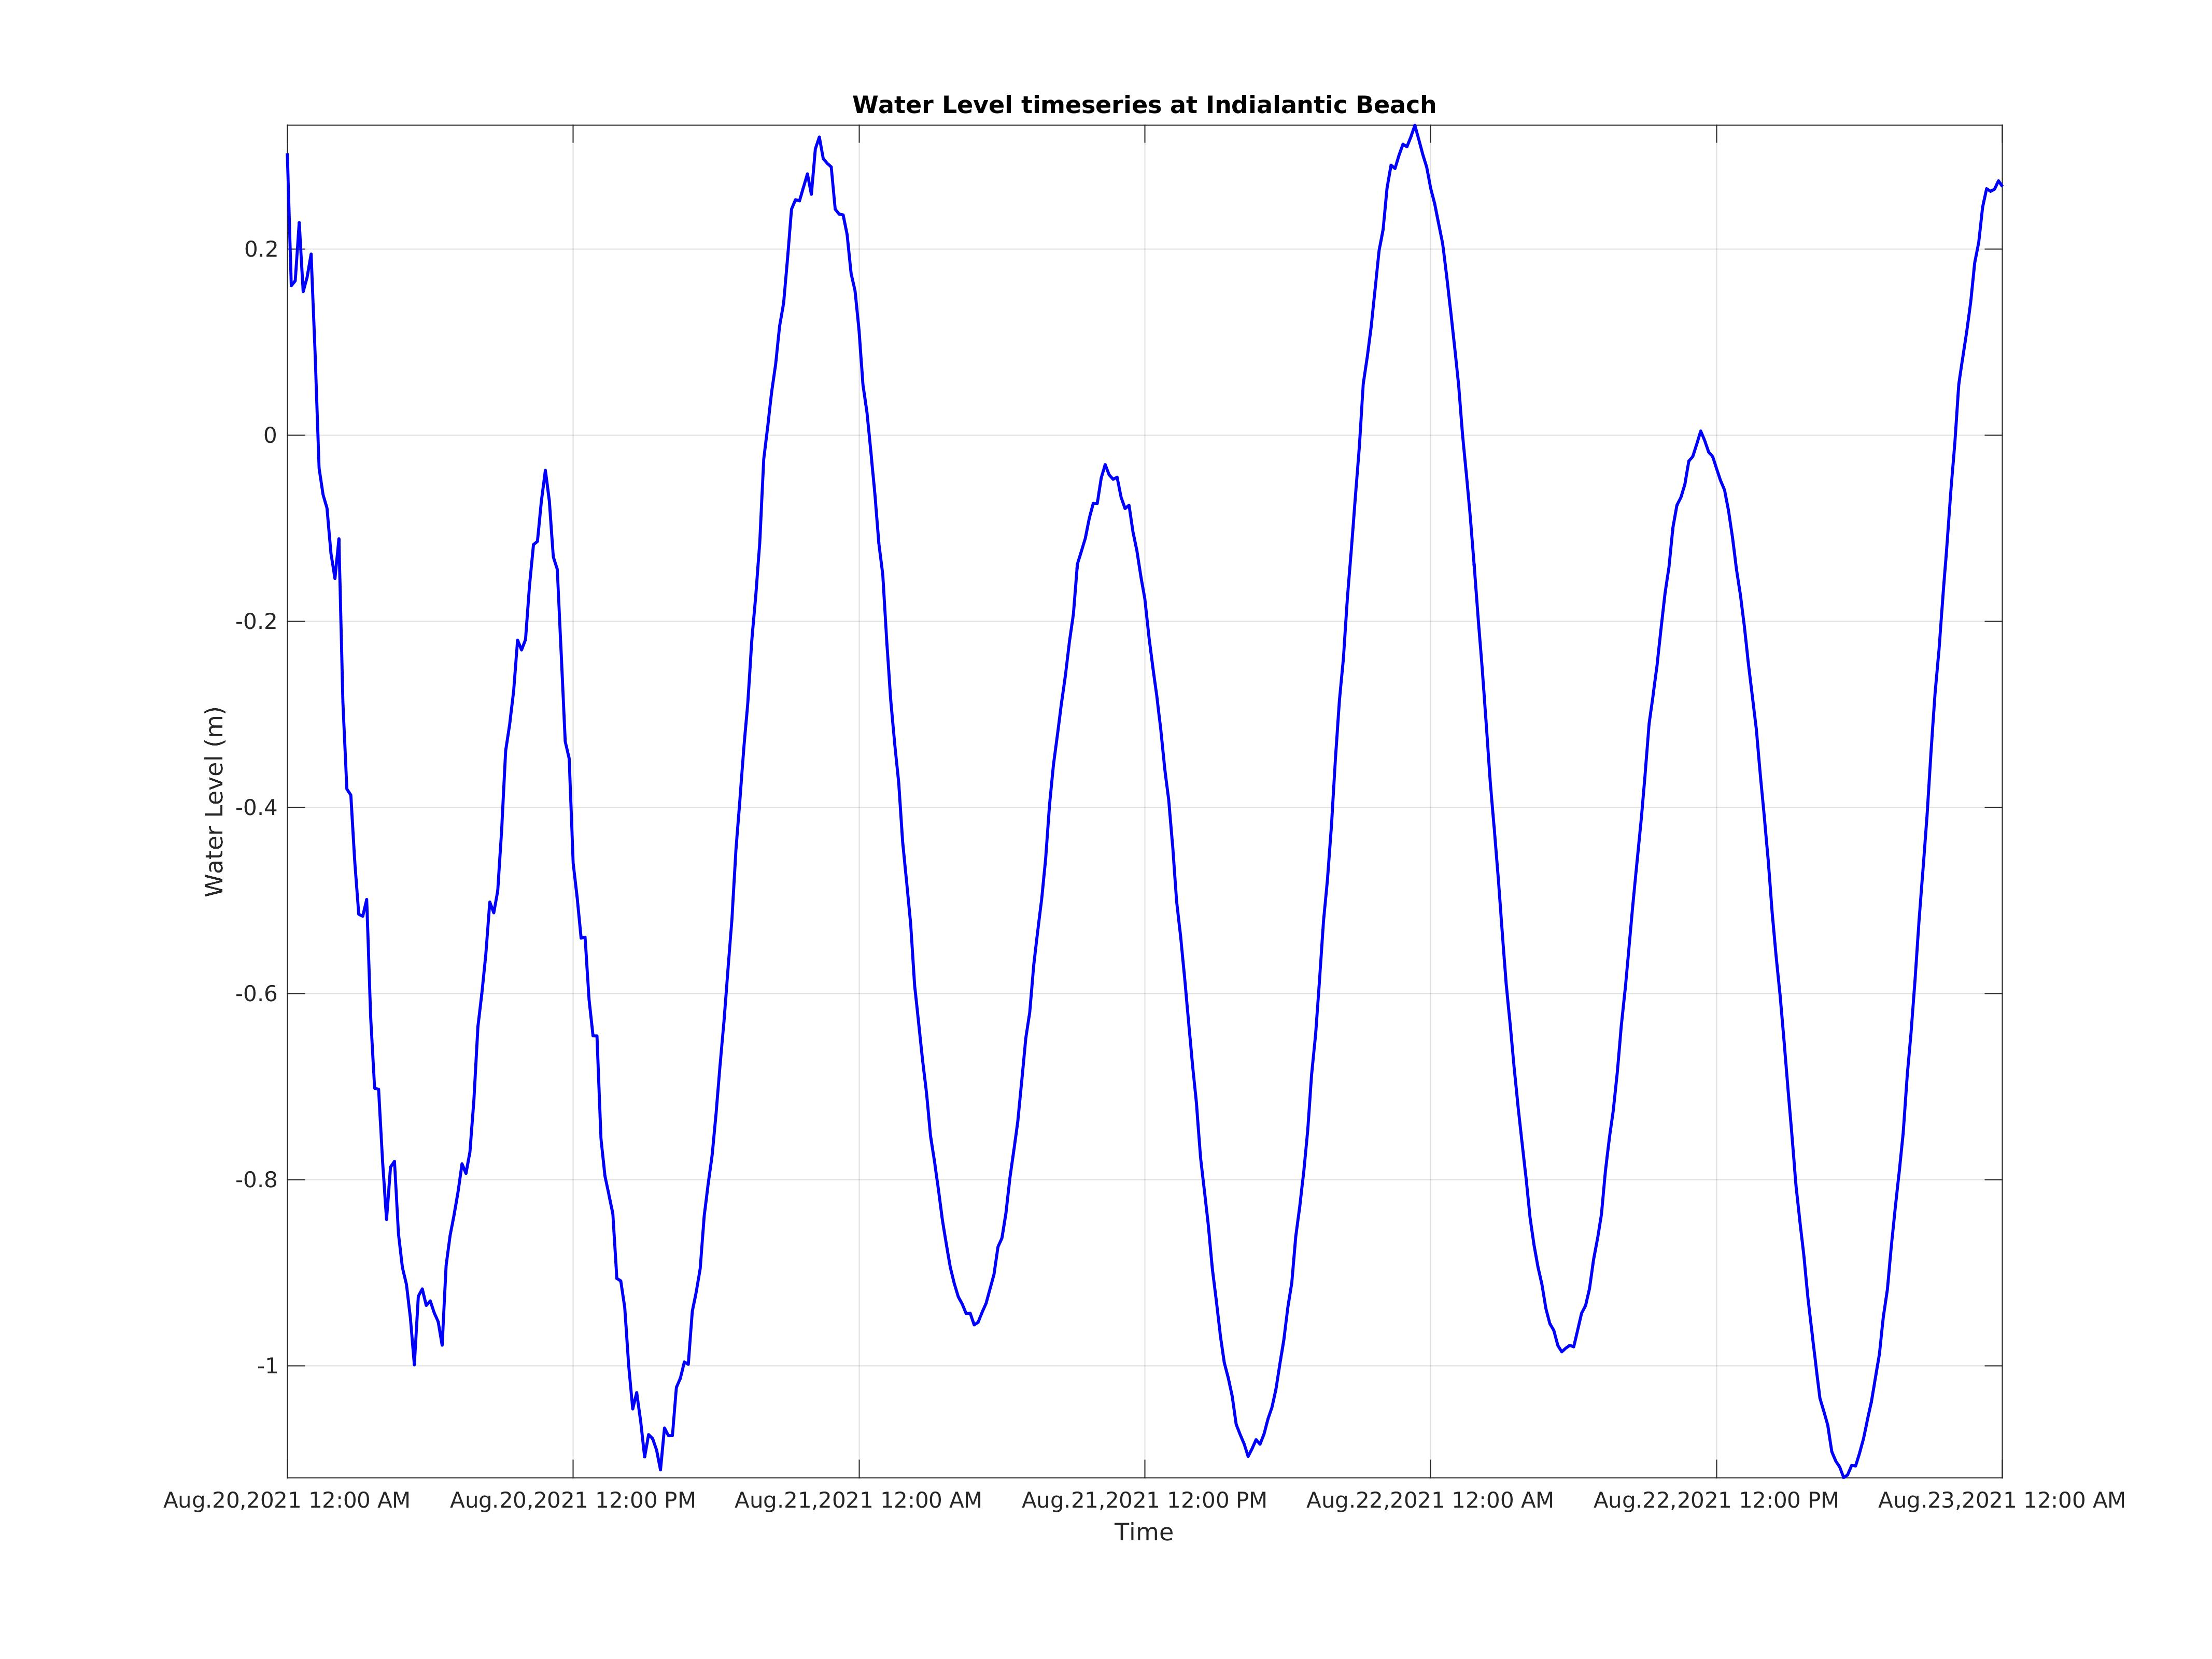 Water Level timeseries at Indialantic Beach
0.2
0
-0.2
-0.4
-0.6
-0.8
-1
Water Level (m)
Aug.20,2021 12:00 AM
Aug.20,2021 12:00 PM
Aug.21,2021 12:00 AM
Aug.21,2021 12:00 PM
Aug.22,2021 12:00 AM
Aug.22,2021 12:00 PM
Aug.23,2021 12:00 AM
Time